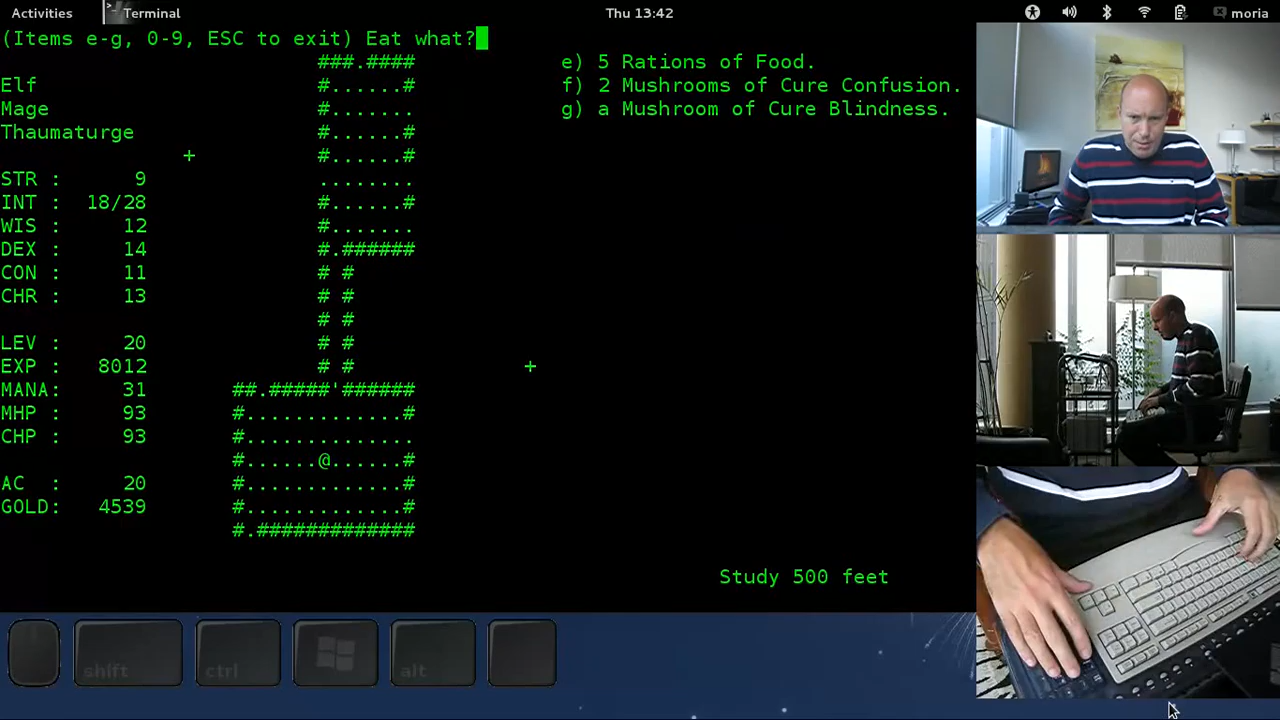 Activities Terminal Thu 13:42 moria
(Items e-g, 0-9, ESC to exit) Eat what?
###.####
e) 5 Rations of Food.
Elf #......#
f) 2 Mushrooms of Cure Confusion.
Mage #.......
g) a Mushroom of Cure Blindness.
Thaumaturge #......#
+ #......#
STR : 9 ........
INT : 18/28 #......#
WIS : 12 #.......
DEX : 14 #.######
CON : 11 # #
CHR : 13 # #
# #
LEV : 20 # #
EXP : 8012 # # +
MANA: 31 ##.#####'######
MHP : 93 #.............#
CHP : 93 #..............
#......@......#
AC : 20 #.............#
GOLD: 4539 #.............#
#.#############
Study 500 feet
shift ctrl alt